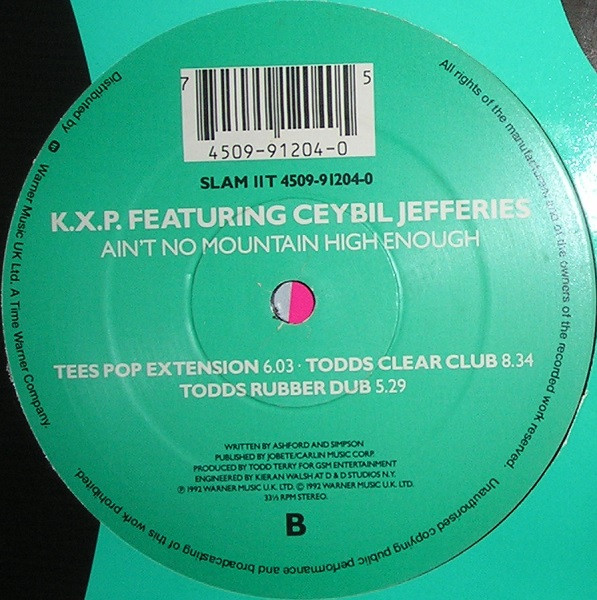 7 5
4509-91204-0
SLAM 11T 4509-91204-0
K.X.P. FEATURING CEYBIL JEFFERIES
AIN'T NO MOUNTAIN HIGH ENOUGH
TEES POP EXTENSION 6.03 · TODDS CLEAR CLUB 8.34
TODDS RUBBER DUB 5.29
WRITTEN BY ASHFORD AND SIMPSON
PUBLISHED BY JOBETE/CARLIN MUSIC CORP.
PRODUCED BY TODD TERRY FOR GSM ENTERTAINMENT
ENGINEERED BY KIERAN WALSH AT D & D STUDIOS N.Y.
℗ 1992 WARNER MUSIC U.K. LTD. © 1992 WARNER MUSIC U.K. LTD.
33⅓ RPM STEREO.
B
All rights of the manufacturer and of the owners of the recorded work reserved. Unauthorised copying public performance and broadcasting of this work prohibited.
Distributed by Warner Music UK Ltd. A Time Warner Company.